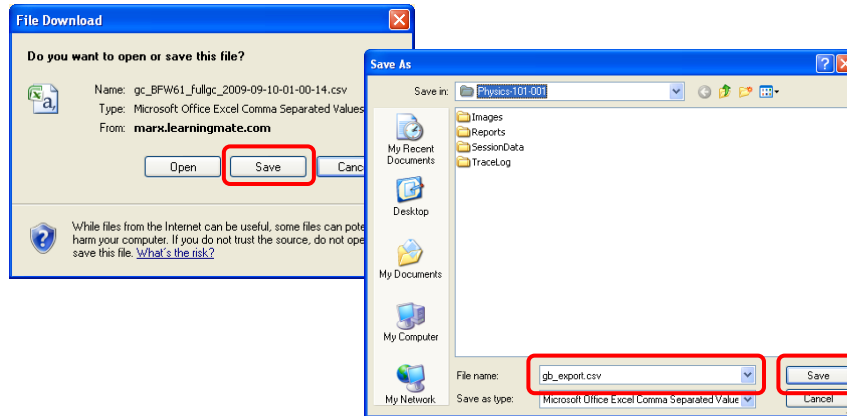 File Download
Do you want to open or save this file?
Name: gc_BFW61_fullgc_2009-09-10-01-00-14.csv
Type: Microsoft Office Excel Comma Separated Values
From: marx.learningmate.com
Open
Save
Canc
While files from the Internet can be useful, some files can pote
harm your computer. If you do not trust the source, do not ope
save this file. What's the risk?
Save As
Save in: Physics-101-001
My Recent
Documents
Desktop
My Documents
My Computer
My Network
Images
Reports
SessionData
TraceLog
File name: gb_export.csv
Save
Save as type: Microsoft Office Excel Comma Separated Value
Cancel